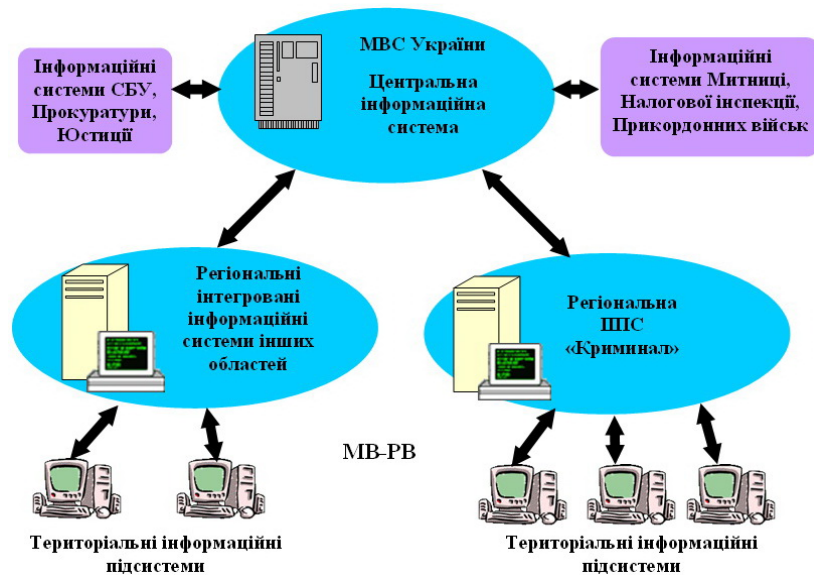 МВС України
Центральна
інформаційна
система
Інформаційні
системи СБУ,
Прокуратури,
Юстиції
Інформаційні
системи Митниці,
Налогової інспекції,
Прикордонних військ
Регіональні
інтегровані
інформаційні
системи інших
областей
Регіональна
ІІПС
«Криминал»
МВ-РВ
Територіальні інформаційні
підсистеми
Територіальні інформаційні
підсистеми